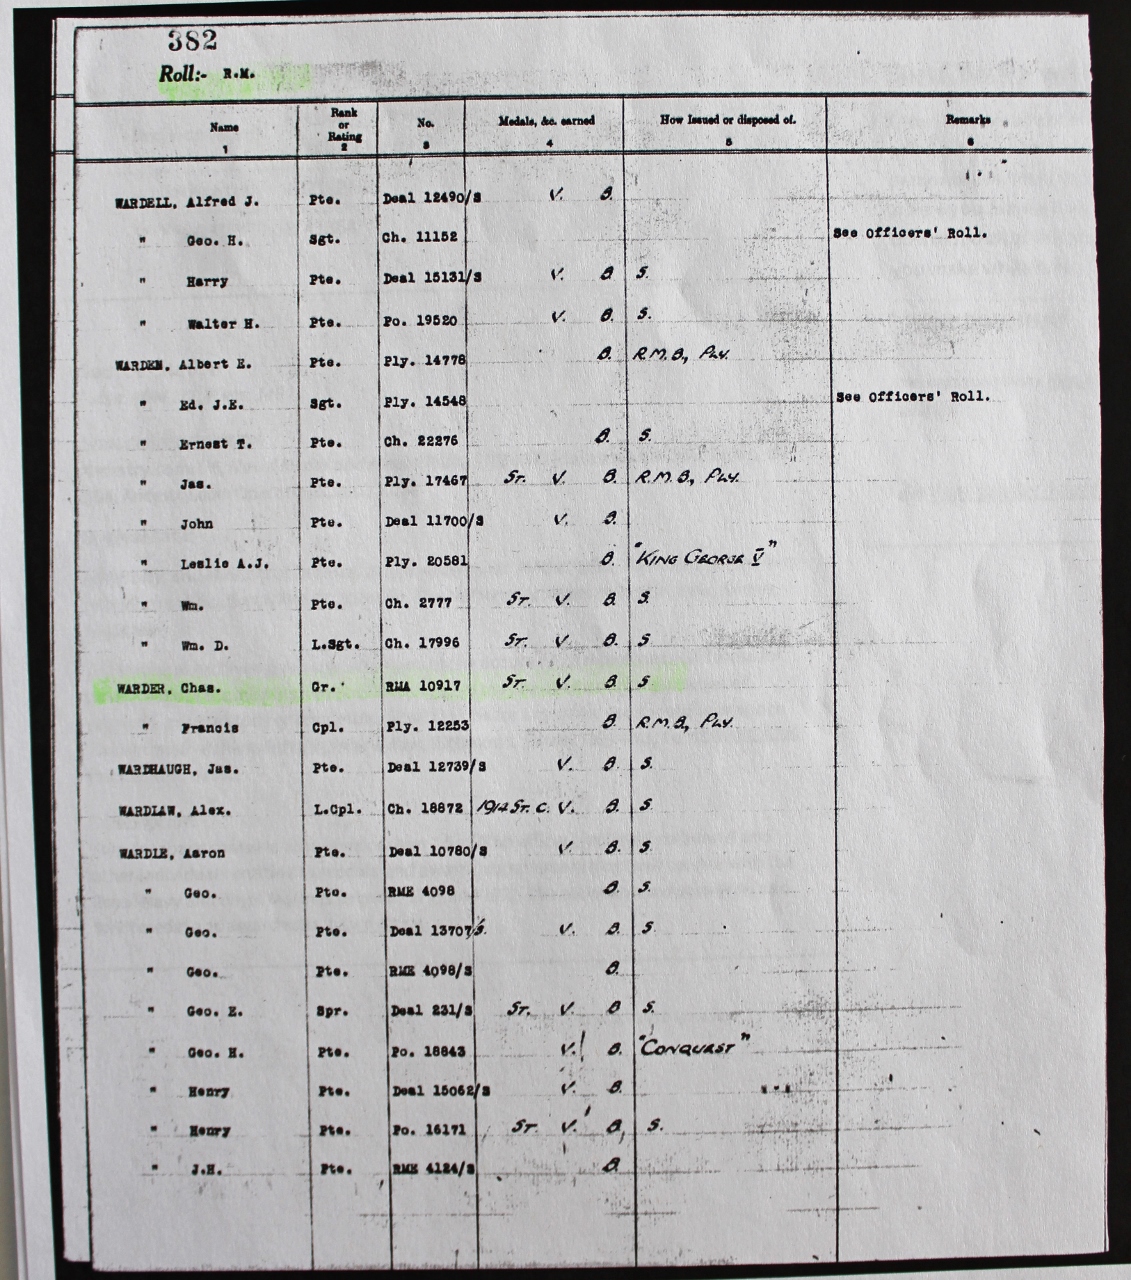 382
Roll:- R.M.
Name Rank or Rating No. Medals, &c. earned How Issued or disposed of. Remarks
1 2 3 4 5 6
WARDELL, Alfred J. Pte. Deal 12490/S V. B.
" Geo. H. Sgt. Ch. 11152 See Officers' Roll.
" Harry Pte. Deal 15131/S V. B S.
" Walter H. Pte. Po. 19520 V. B. S.
WARDEN, Albert E. Pte. Ply. 14778 B. R.M.B., Ply.
" Ed. J.E. Sgt. Ply. 14548 See Officers' Roll.
" Ernest T. Pte. Ch. 22276 B. S.
" Jas. Pte. Ply. 17467 St. V. B. R.M.B., Ply.
" John Pte. Deal 11700/S V. B.
" Leslie A.J. Pte. Ply. 20581 B. "King George V"
" Wm. Pte. Ch. 2777 St. V. B S.
" Wm. D. L.Sgt. Ch. 17996 St. V. B. S
WARDER, Chas. Gr. RMA 10917 St. V. B S
" Francis Cpl. Ply. 12253 B R.M.B., Ply.
WARDHAUGH, Jas. Pte. Deal 12739/S V. B S.
WARDLAW, Alex. L.Cpl. Ch. 18872 1914 St. C. V. B. S
WARDLE, Aaron Pte. Deal 10780/S V. B. S.
" Geo. Pte. RME 4098 B. S.
" Geo. Pte. Deal 13707/S. V. B. S
" Geo. Pte. RME 4098/S B.
" Geo. E. Spr. Deal 231/S St. V. B S.
" Geo. H. Pte. Po. 18843 V. B. "Conquest"
" Henry Pte. Deal 15062/S V. B.
" Henry Pte. Po. 16171 St. V. B S.
" J.H. Pte. RME 4124/S B